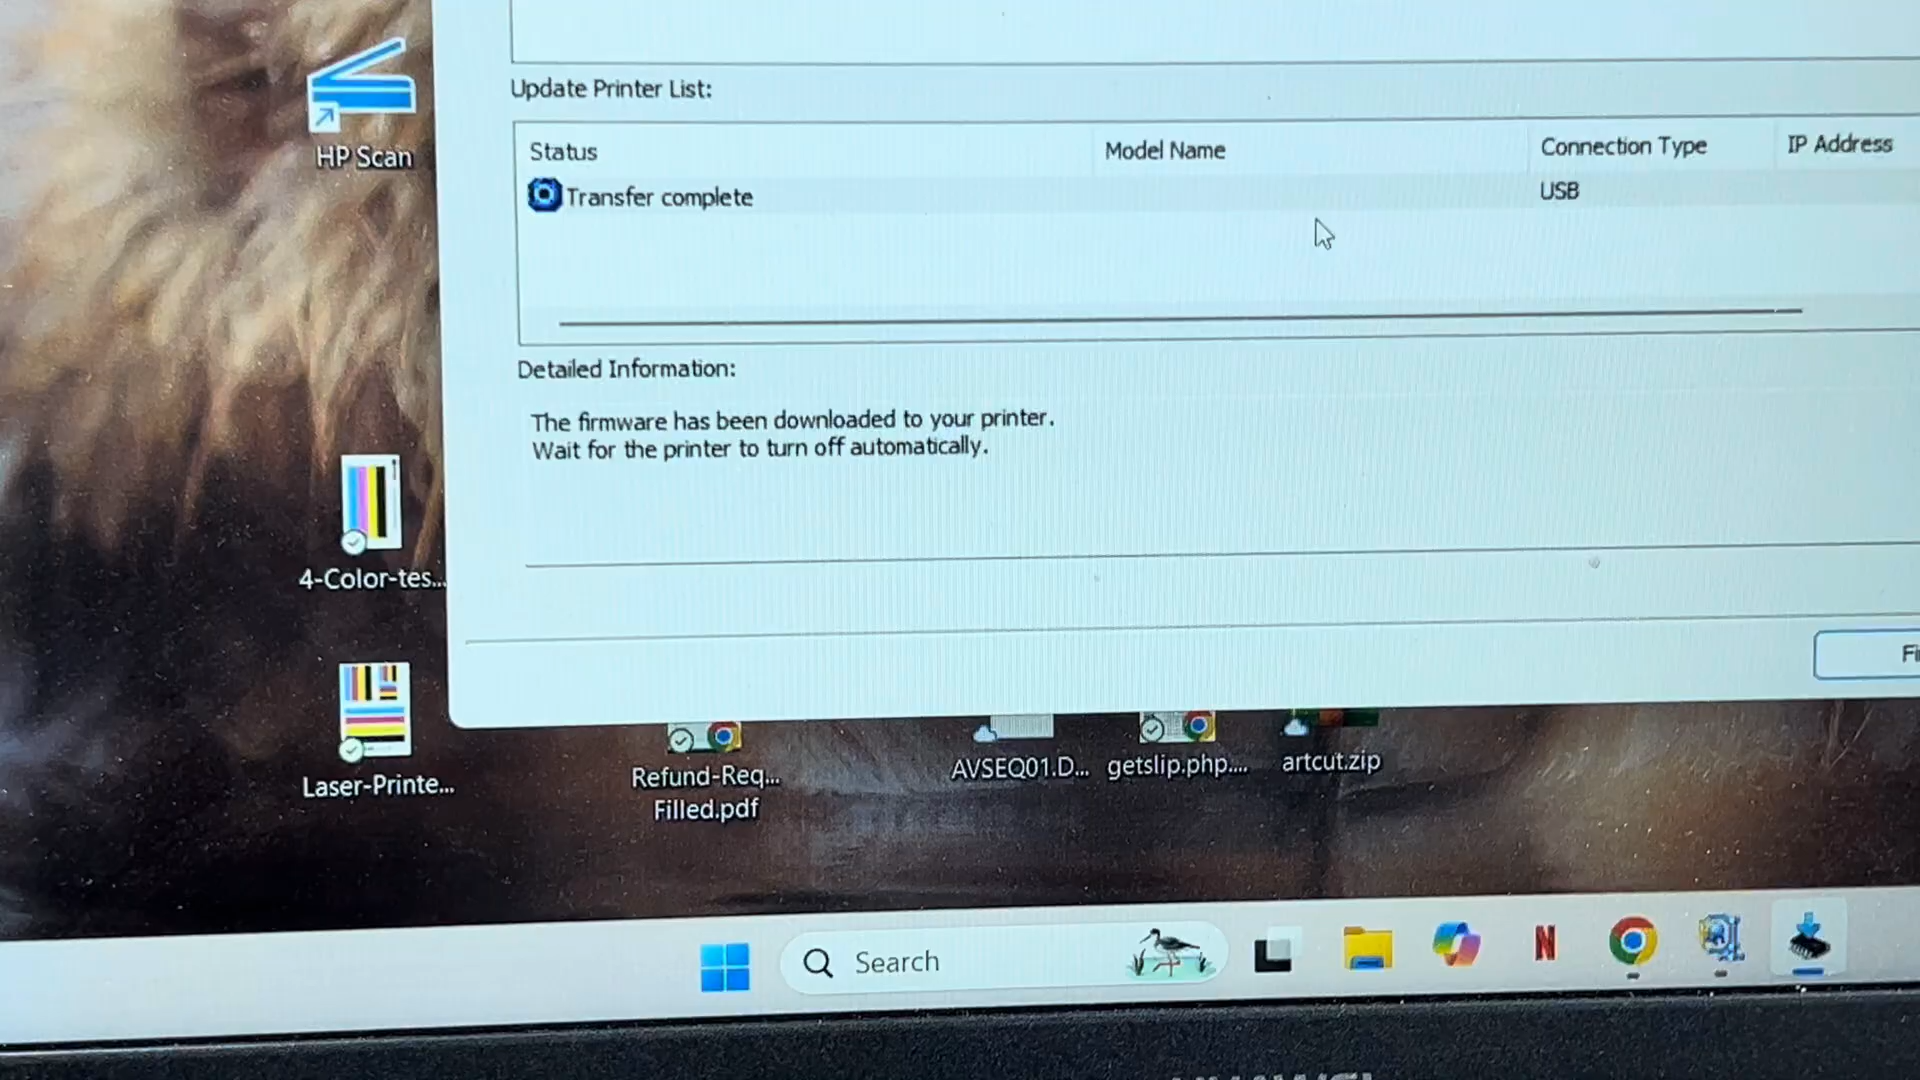 Update Printer List:
Status Model Name Connection Type IP Address
Transfer complete USB
Detailed Information:
The firmware has been downloaded to your printer.
Wait for the printer to turn off automatically.
Fi
HP Scan
4-Color-tes...
Laser-Printe...
Refund-Req...
Filled.pdf
AVSEQ01.D...
getslip.php....
artcut.zip
Search
N